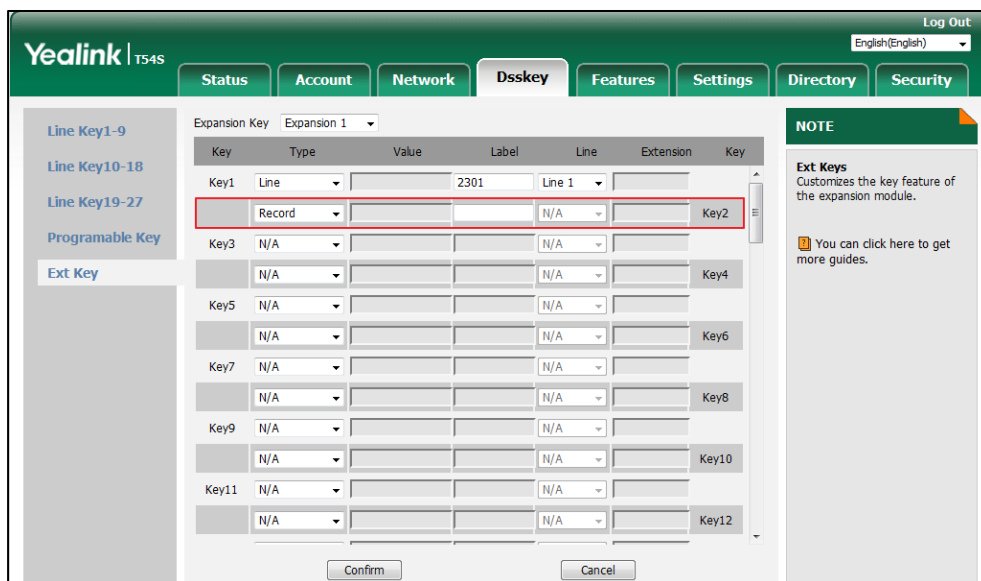 Log Out
English(English)
Yealink T54S
Status Account Network Dsskey Features Settings Directory Security
Line Key1-9
Line Key10-18
Line Key19-27
Programable Key
Ext Key
Expansion Key Expansion 1
Key Type Value Label Line Extension Key
Key1 Line 2301 Line 1
Record N/A Key2
Key3 N/A N/A
N/A N/A Key4
Key5 N/A N/A
N/A N/A Key6
Key7 N/A N/A
N/A N/A Key8
Key9 N/A N/A
N/A N/A Key10
Key11 N/A N/A
N/A N/A Key12
Confirm Cancel
NOTE
Ext Keys
Customizes the key feature of
the expansion module.
You can click here to get
more guides.